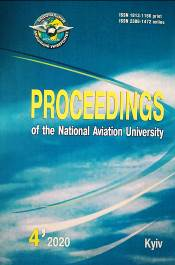 ISSN 1813-1166 print
ISSN 2306-1472 online
PROCEEDINGS
of the National Aviation University
4' 2020
Kyiv